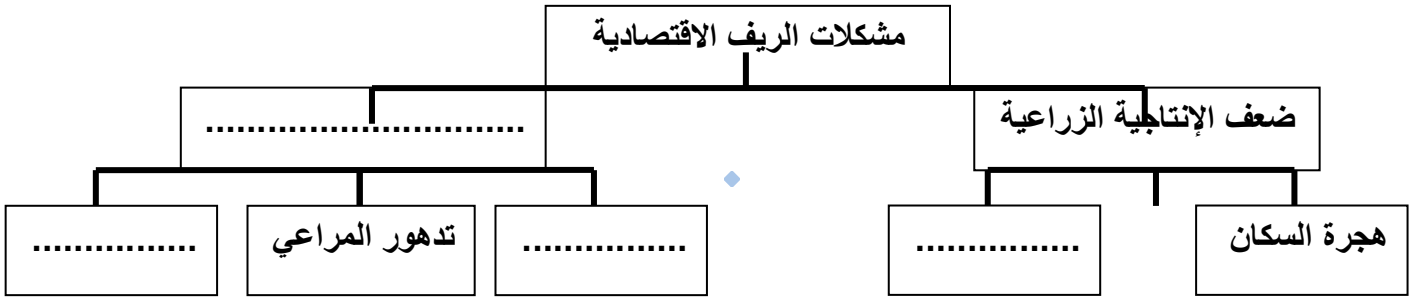 مشكلات الريف الاقتصادية
ضعف الإنتاجية الزراعية
...............................
هجرة السكان
................
................
تدهور المراعي
................